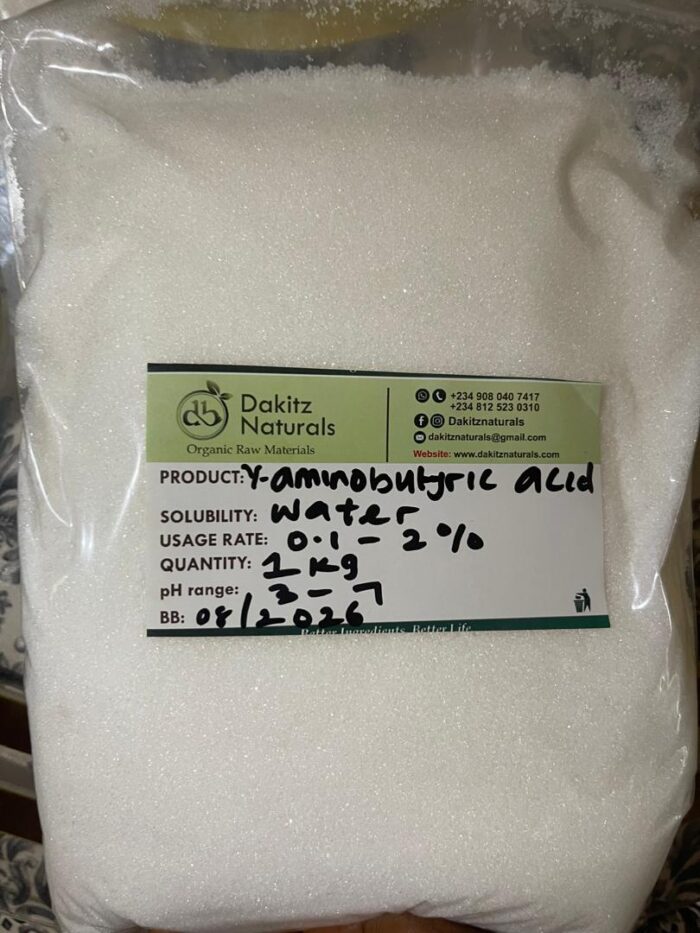 db
Dakitz
Naturals
Organic Raw Materials
+234 908 040 7417
+234 812 523 0310
Dakitznaturals
dakitznaturals@gmail.com
Website: www.dakitznaturals.com
PRODUCT: γ-aminobutyric acid
SOLUBILITY: Water
USAGE RATE: 0.1 - 2%
QUANTITY: 1kg
pH range: 3 - 7
BB: 08/2026
Better Ingredients, Better Life